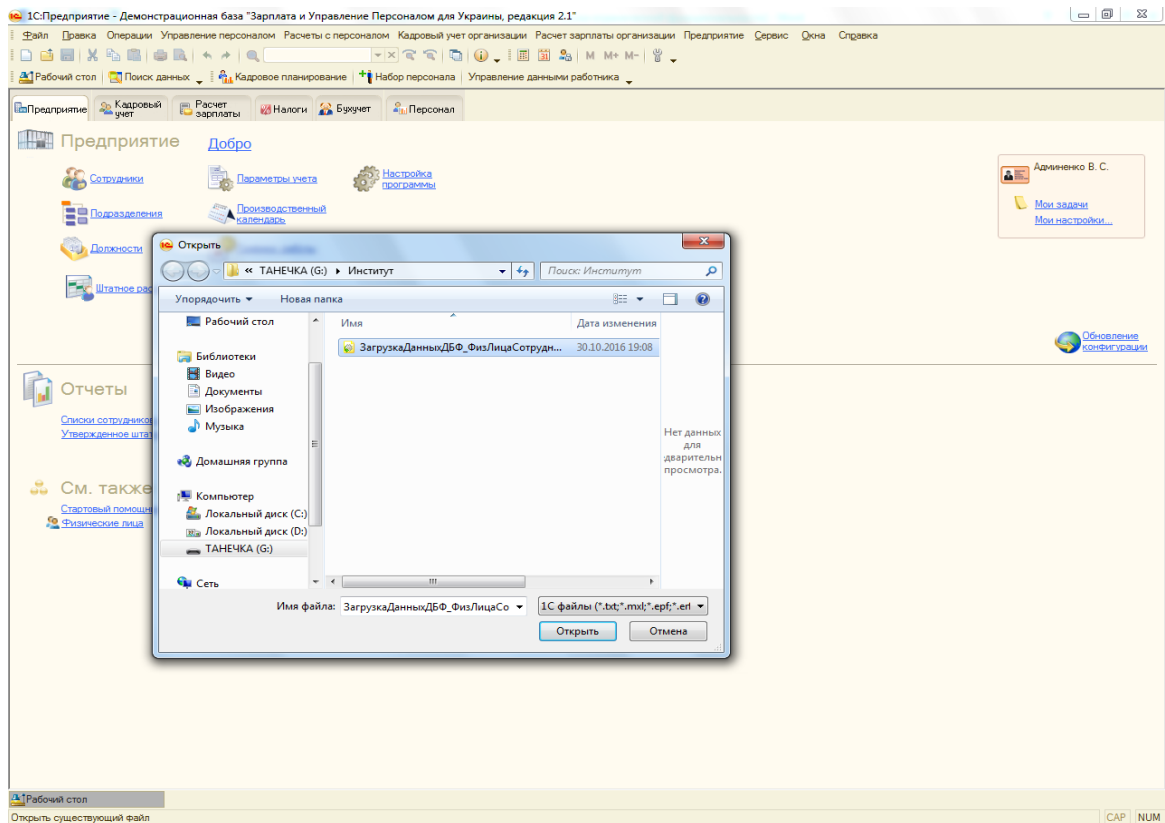 1С:Предприятие - Демонстрационная база "Зарплата и Управление Персоналом для Украины, редакция 2.1"
Файл Правка Операции Управление персоналом Расчеты с персоналом Кадровый учет организации Расчет зарплаты организации Предприятие Сервис Окна Справка
M M+ M-
Рабочий стол Поиск данных Кадровое планирование Набор персонала Управление данными работника
Предприятие Кадровый учет Расчет зарплаты Налоги Бухучет Персонал
Предприятие Добро
Сотрудники Параметры учета Настройка программы
Подразделения Производственный календарь
Должности
Штатное рас
Админенко В. С.
Мои задачи
Мои настройки...
Обновление конфигурации
Отчеты
Списки сотрудников
Утвержденное штат
См. также
Стартовый помощн
Физические лица
Открыть
« ТАНЕЧКА (G:) Институт
Поиск: Институт
Упорядочить Новая папка
Рабочий стол
Библиотеки
Видео
Документы
Изображения
Музыка
Домашняя группа
Компьютер
Локальный диск (C:)
Локальный диск (D:)
ТАНЕЧКА (G:)
Сеть
Имя Дата изменения
ЗагрузкаДанныхДБФ_ФизЛицаСотрудн... 30.10.2016 19:08
Нет данных
для
дварительн
просмотра.
Имя файла: ЗагрузкаДанныхДБФ_ФизЛицаСо 1С файлы (*.txt;*.mxl;*.epf;*.erf
Открыть Отмена
Рабочий стол
Открыть существующий файл
CAP NUM